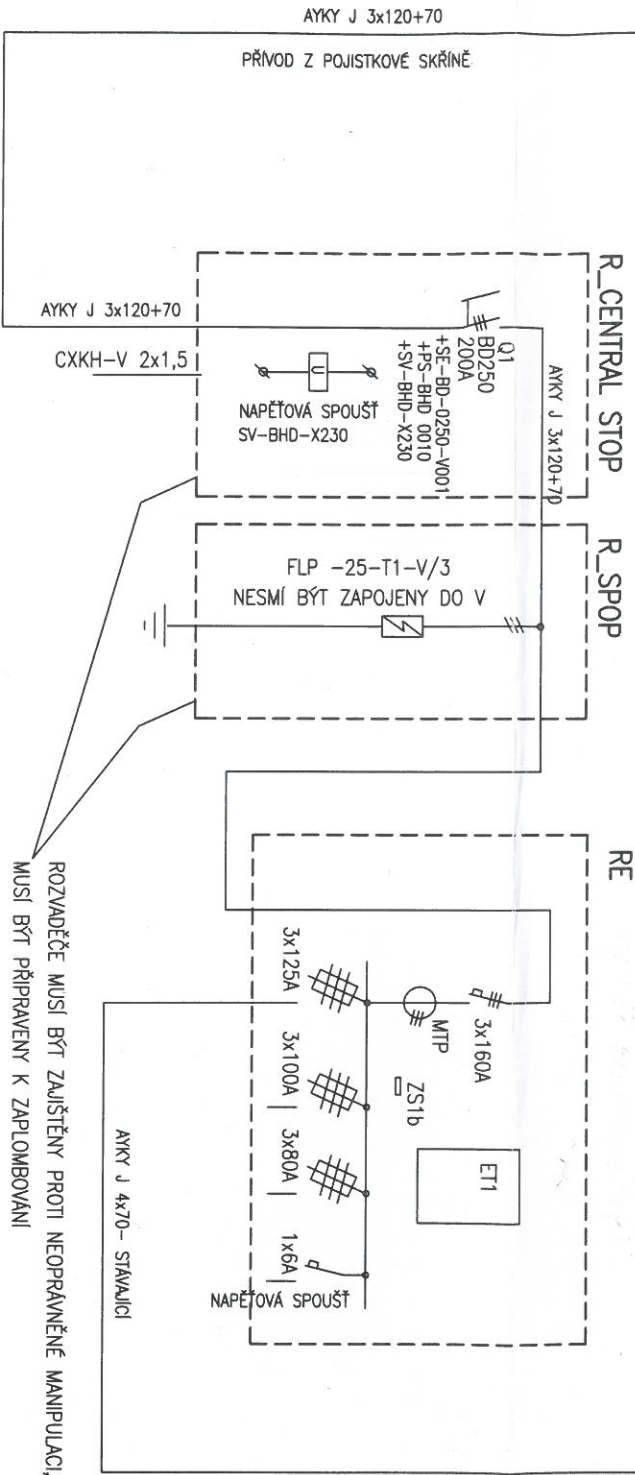 AYKY J 3x120+70
PŘÍVOD Z POJISTKOVÉ SKŘÍNĚ
R_CENTRAL STOP
AYKY J 3x120+70
CXKH-V 2x1,5
Q1
BD250
200A
+SE-BD-0250-V001
+PS-BHD 0010
+SV-BHD-X230
AYKY J 3x120+70
U
NAPĚŤOVÁ SPOUŠŤ
SV-BHD-X230
R_SPOP
FLP -25-T1-V/3
NESMÍ BÝT ZAPOJENY DO V
RE
3x160A
MTP
ZS1b
ET1
3x125A
3x100A
3x80A
1x6A
NAPĚŤOVÁ SPOUŠŤ
AYKY J 4x70- STÁVAJÍCÍ
ROZVADĚČE MUSÍ BÝT ZAJIŠTĚNY PROTI NEOPRÁVNĚNÉ MANIPULACI,
MUSÍ BÝT PŘIPRAVENY K ZAPLOMBOVÁNÍ